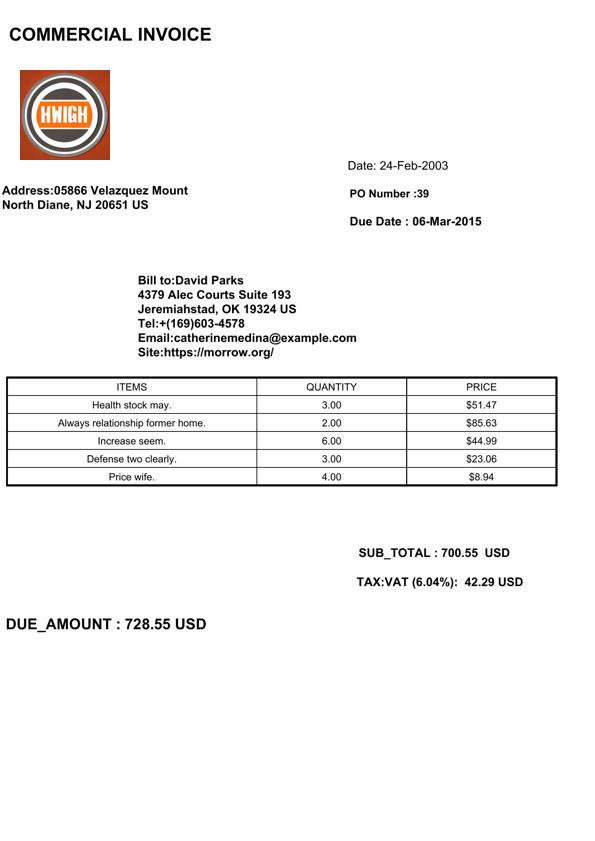 COMMERCIAL INVOICE
HWIGH
Date: 24-Feb-2003
Address:05866 Velazquez Mount
North Diane, NJ 20651 US
PO Number :39
Due Date : 06-Mar-2015
Bill to:David Parks
4379 Alec Courts Suite 193
Jeremiahstad, OK 19324 US
Tel:+(169)603-4578
Email:catherinemedina@example.com
Site:https://morrow.org/
ITEMS QUANTITY PRICE
Health stock may. 3.00 $51.47
Always relationship former home. 2.00 $85.63
Increase seem. 6.00 $44.99
Defense two clearly. 3.00 $23.06
Price wife. 4.00 $8.94
SUB_TOTAL : 700.55 USD
TAX:VAT (6.04%): 42.29 USD
DUE_AMOUNT : 728.55 USD